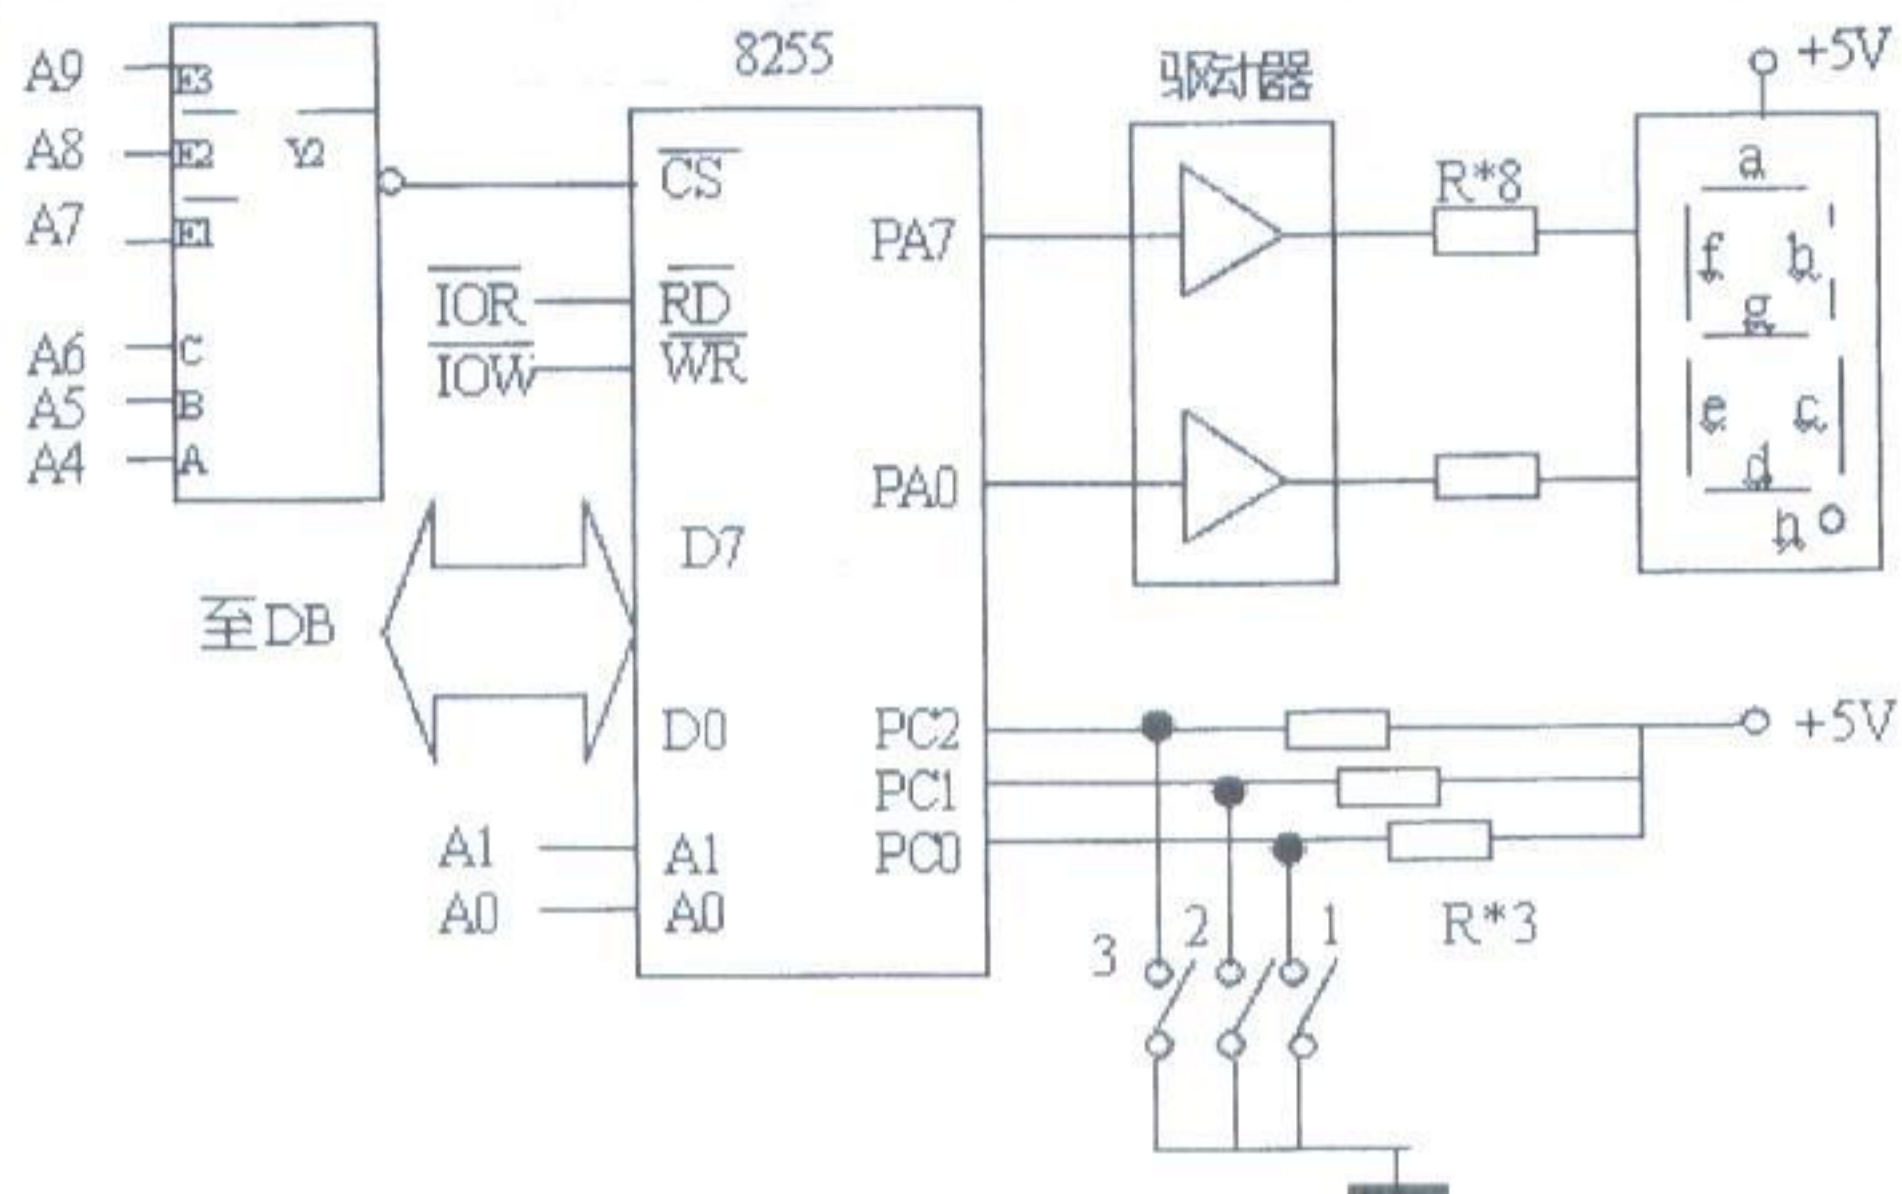 A9
A8
A7
A6
A5
A4
E3
E2
E1
C
B
A
Y2
8255
CS
IOR
RD
IOW
WR
D7
至DB
D0
A1
A1
A0
A0
PA7
PA0
PC2
PC1
PC0
驱动器
R*8
+5V
a
f
b
g
e
c
d
h
+5V
R*3
3
2
1